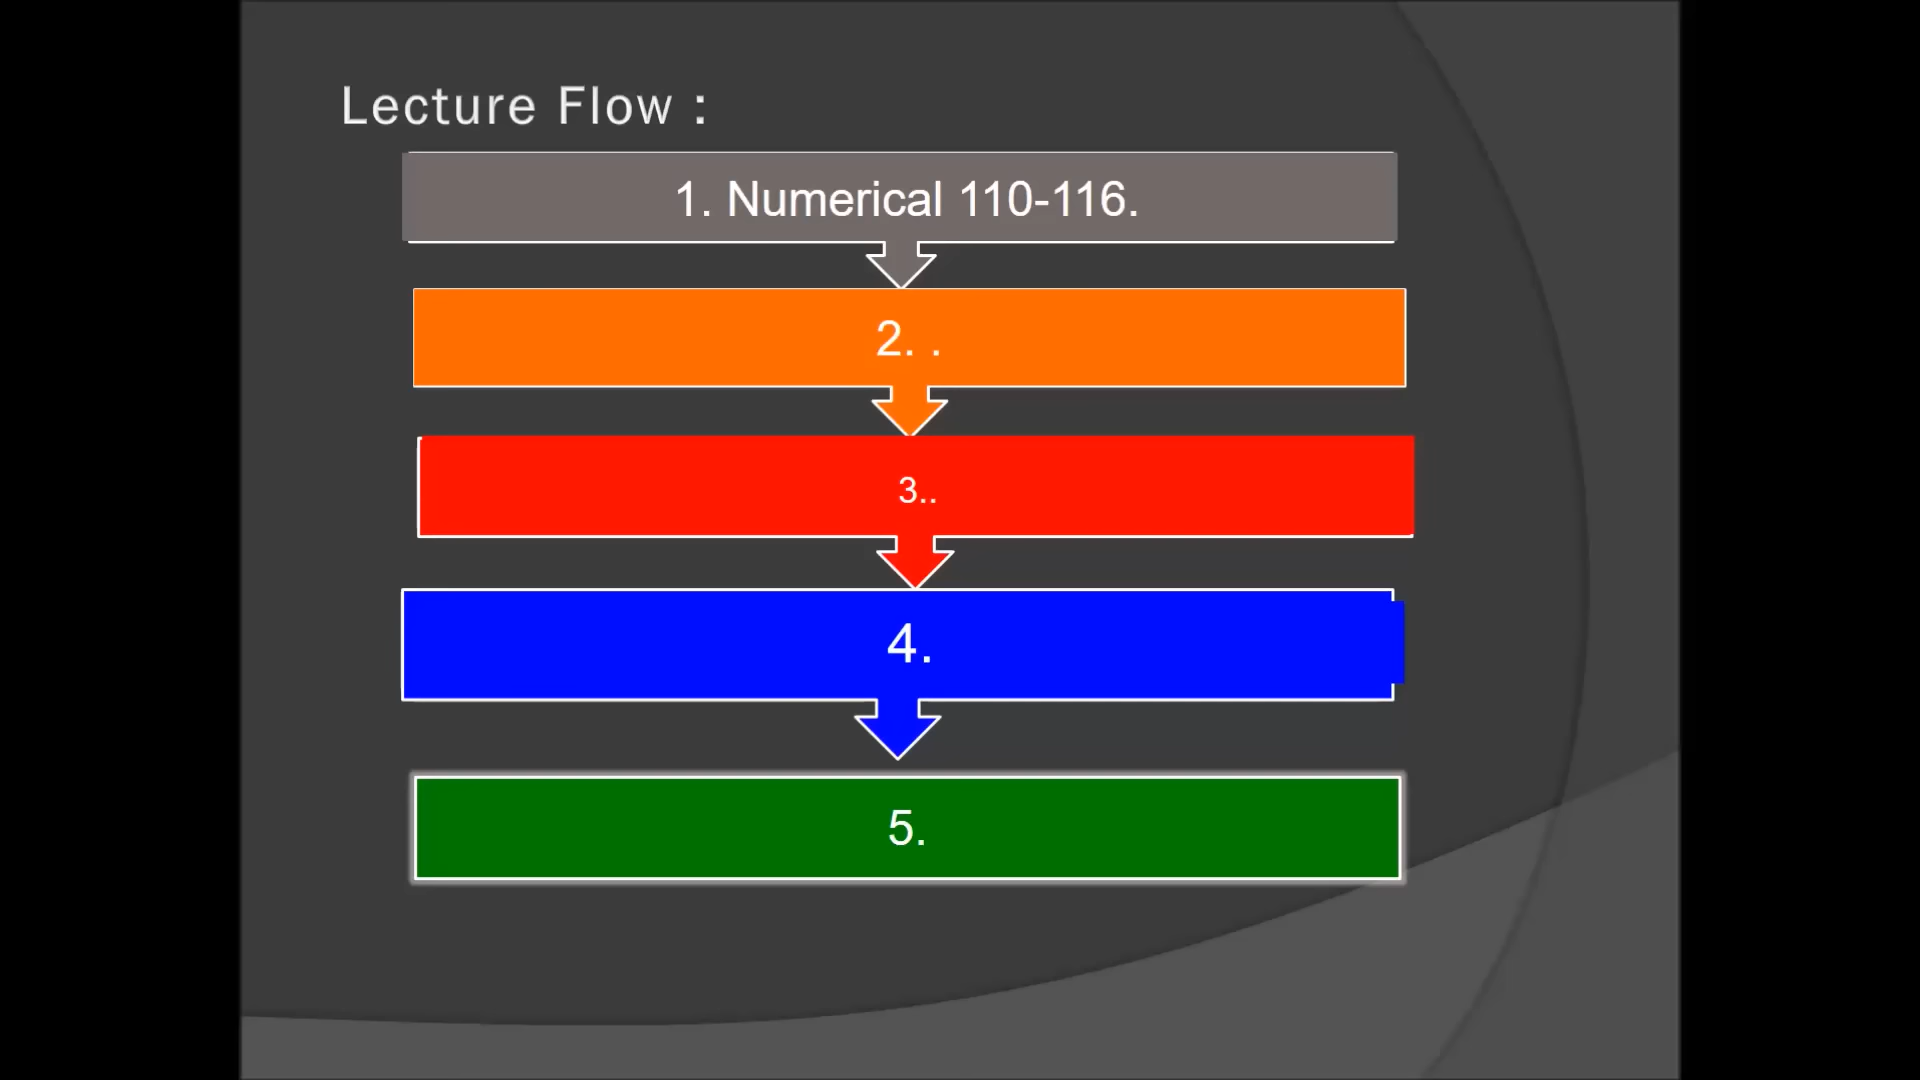 Lecture Flow :
1. Numerical 110-116.
2. .
3..
4.
5.